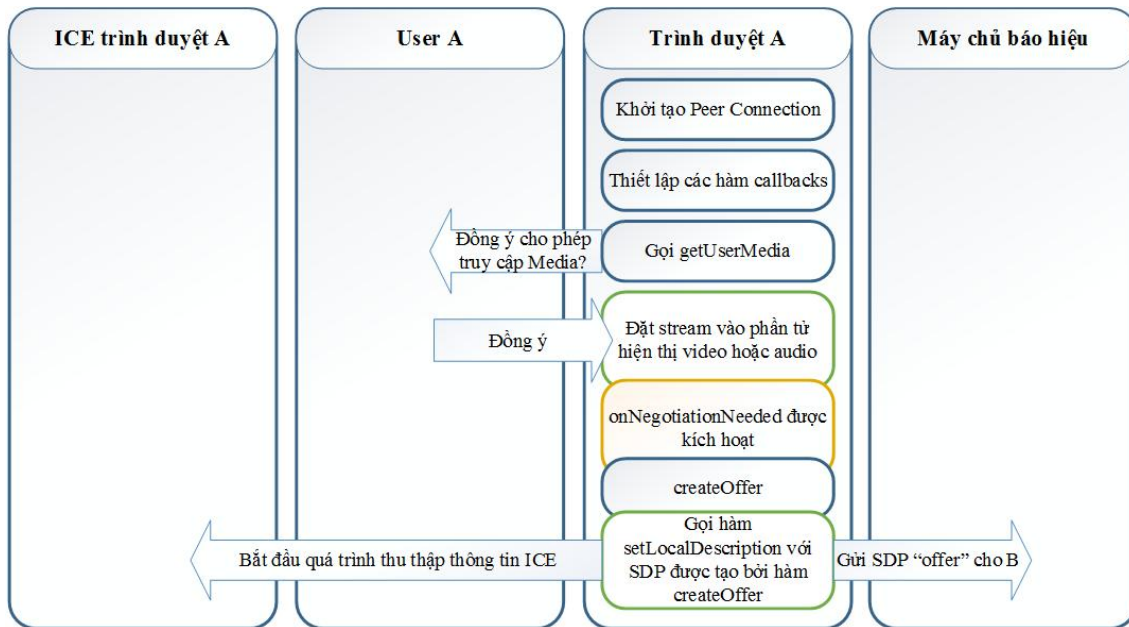 ICE trình duyệt A
User A
Trình duyệt A
Máy chủ báo hiệu
Khởi tạo Peer Connection
Thiết lập các hàm callbacks
Đồng ý cho phép
truy cập Media?
Gọi getUserMedia
Đồng ý
Đặt stream vào phần tử
hiện thị video hoặc audio
onNegotiationNeeded được
kích hoạt
createOffer
Bắt đầu quá trình thu thập thông tin ICE
Gọi hàm
setLocalDescription với
SDP được tạo bởi hàm
createOffer
Gửi SDP “offer” cho B